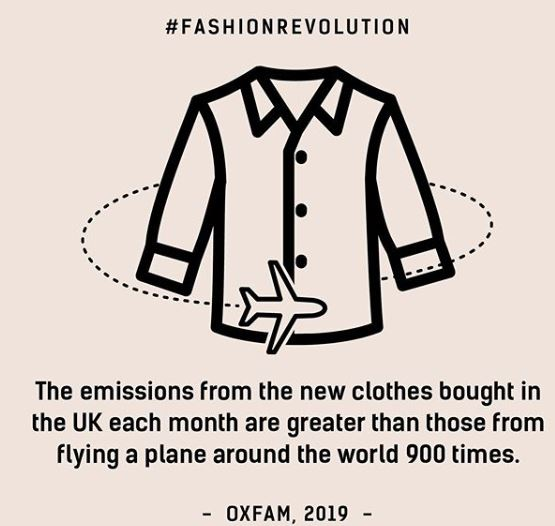 #FASHIONREVOLUTION
The emissions from the new clothes bought in
the UK each month are greater than those from
flying a plane around the world 900 times.
- OXFAM, 2019 -